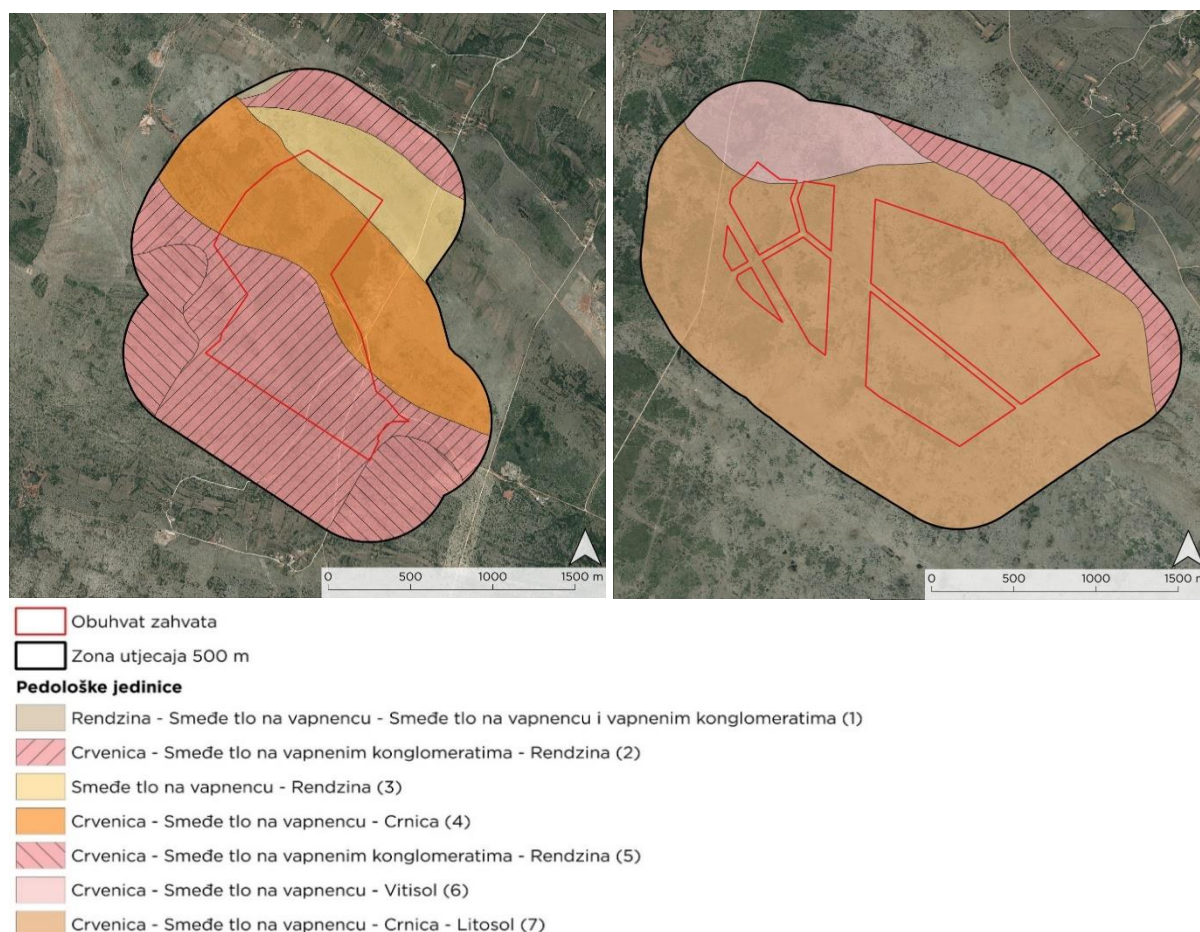 0 500 1000 1500 m
0 500 1000 1500 m
Obuhvat zahvata
Zona utjecaja 500 m
Pedološke jedinice
Rendzina - Smeđe tlo na vapnencu - Smeđe tlo na vapnencu i vapnenim konglomeratima (1)
Crvenica - Smeđe tlo na vapnenim konglomeratima - Rendzina (2)
Smeđe tlo na vapnencu - Rendzina (3)
Crvenica - Smeđe tlo na vapnencu - Crnica (4)
Crvenica - Smeđe tlo na vapnenim konglomeratima - Rendzina (5)
Crvenica - Smeđe tlo na vapnencu - Vitisol (6)
Crvenica - Smeđe tlo na vapnencu - Crnica - Litosol (7)